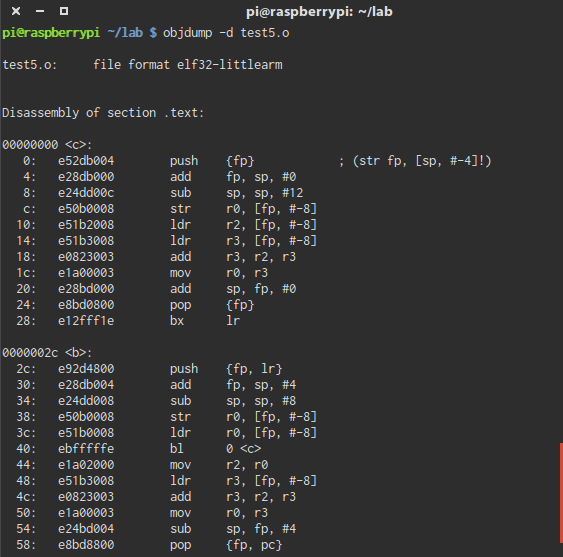 pi@raspberrypi: ~/lab
pi@raspberrypi ~/lab $ objdump -d test5.o
test5.o:     file format elf32-littlearm
Disassembly of section .text:
00000000 <c>:
   0:   e52db004        push    {fp}            ; (str fp, [sp, #-4]!)
   4:   e28db000        add     fp, sp, #0
   8:   e24dd00c        sub     sp, sp, #12
   c:   e50b0008        str     r0, [fp, #-8]
  10:   e51b2008        ldr     r2, [fp, #-8]
  14:   e51b3008        ldr     r3, [fp, #-8]
  18:   e0823003        add     r3, r2, r3
  1c:   e1a00003        mov     r0, r3
  20:   e28bd000        add     sp, fp, #0
  24:   e8bd0800        pop     {fp}
  28:   e12fff1e        bx      lr
0000002c <b>:
  2c:   e92d4800        push    {fp, lr}
  30:   e28db004        add     fp, sp, #4
  34:   e24dd008        sub     sp, sp, #8
  38:   e50b0008        str     r0, [fp, #-8]
  3c:   e51b0008        ldr     r0, [fp, #-8]
  40:   ebfffffe        bl      0 <c>
  44:   e1a02000        mov     r2, r0
  48:   e51b3008        ldr     r3, [fp, #-8]
  4c:   e0823003        add     r3, r2, r3
  50:   e1a00003        mov     r0, r3
  54:   e24bd004        sub     sp, fp, #4
  58:   e8bd8800        pop     {fp, pc}